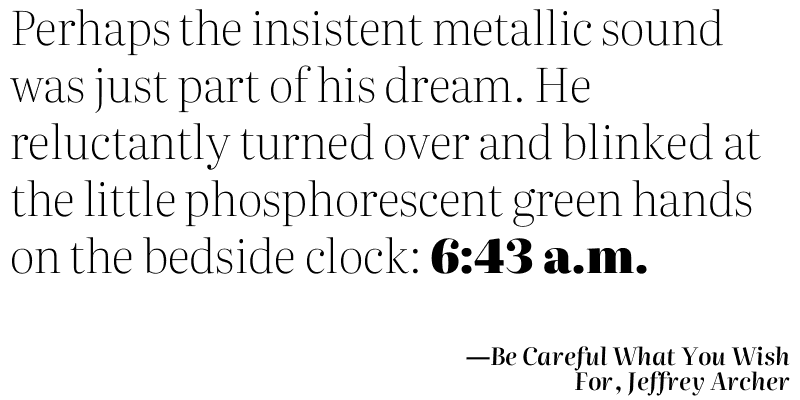 Perhaps the insistent metallic sound
was just part of his dream. He
reluctantly turned over and blinked at
the little phosphorescent green hands
on the bedside clock: 6:43 a.m.
—Be Careful What You Wish
For, Jeffrey Archer